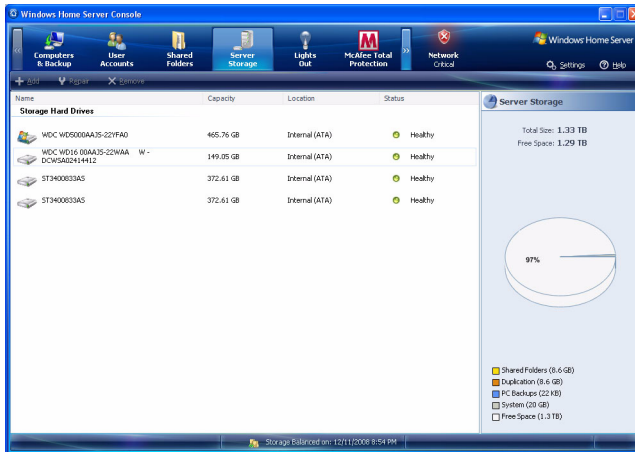 Windows Home Server Console
Computers & Backup
User Accounts
Shared Folders
Server Storage
Lights Out
McAfee Total Protection
Network Critical
Windows Home Server
Settings
Help
Add
Repair
Remove
Name Capacity Location Status
Storage Hard Drives
WDC WD5000AAJS-22YFA0 465.76 GB Internal (ATA) Healthy
WDC WD16 00AAJS-22WAA W -
DCWSA02414412 149.05 GB Internal (ATA) Healthy
ST3400833AS 372.61 GB Internal (ATA) Healthy
ST3400833AS 372.61 GB Internal (ATA) Healthy
Server Storage
Total Size: 1.33 TB
Free Space: 1.29 TB
97%
Shared Folders (8.6 GB)
Duplication (8.6 GB)
PC Backups (22 KB)
System (20 GB)
Free Space (1.3 TB)
Storage Balanced on: 12/11/2008 8:54 PM